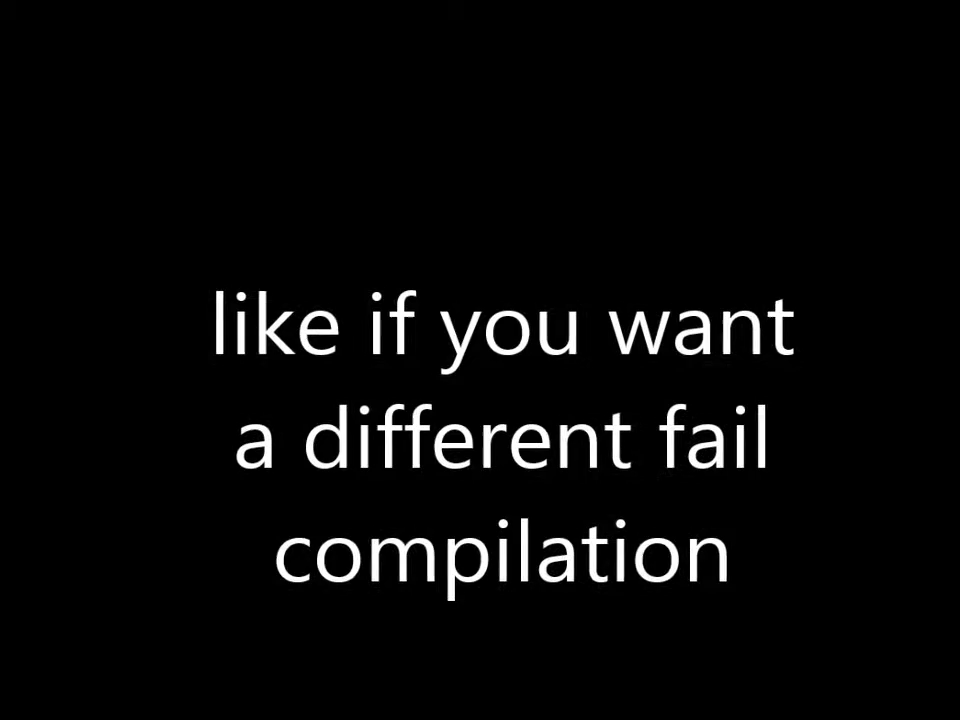 like if you want
a different fail
compilation